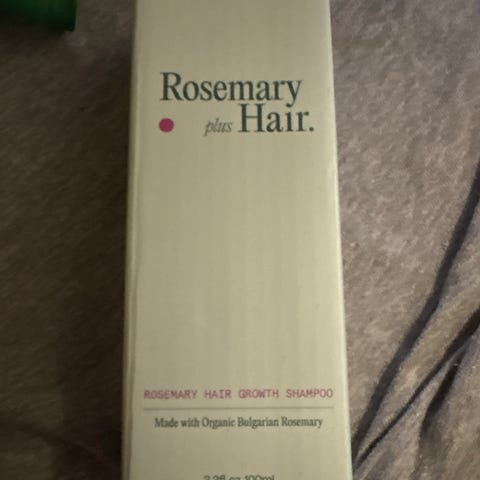 Rosemary
plus Hair.
ROSEMARY HAIR GROWTH SHAMPOO
Made with Organic Bulgarian Rosemary